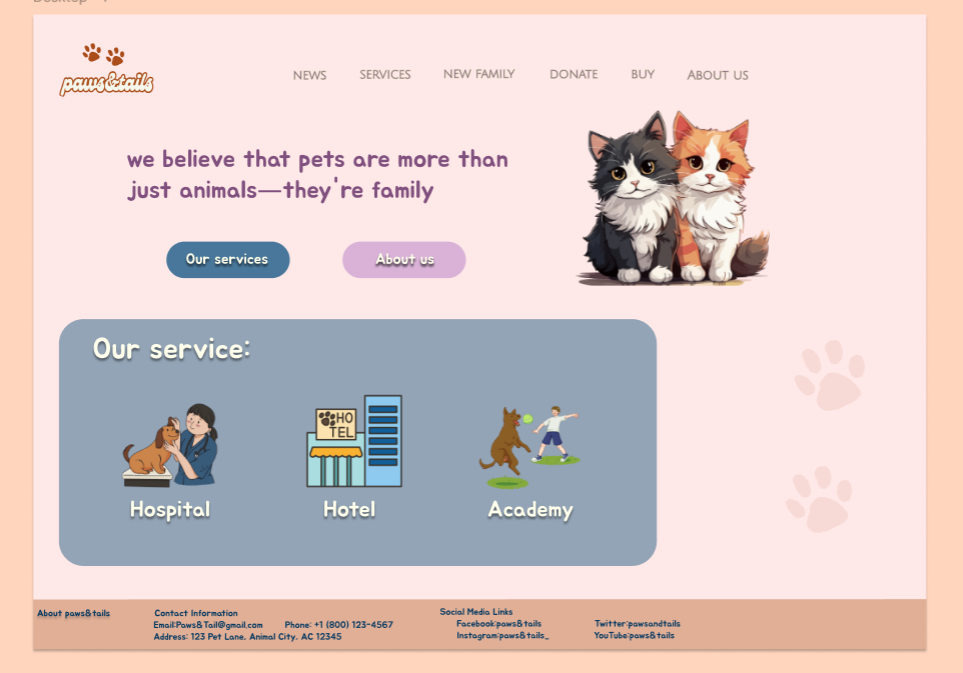 paws&tails
NEWS SERVICES NEW FAMILY DONATE BUY ABOUT US
we believe that pets are more than
just animals—they're family
Our services About us
Our service:
HO
TEL
Hospital Hotel Academy
About paws&tails Contact Information Social Media Links
Email:Paws&Tail@gmail.com Phone: +1 (800) 123-4567 Facebook:paws&tails Twitter:pawsandtails
Address: 123 Pet Lane, Animal City, AC 12345 Instagram:paws&tails_ YouTube:paws&tails